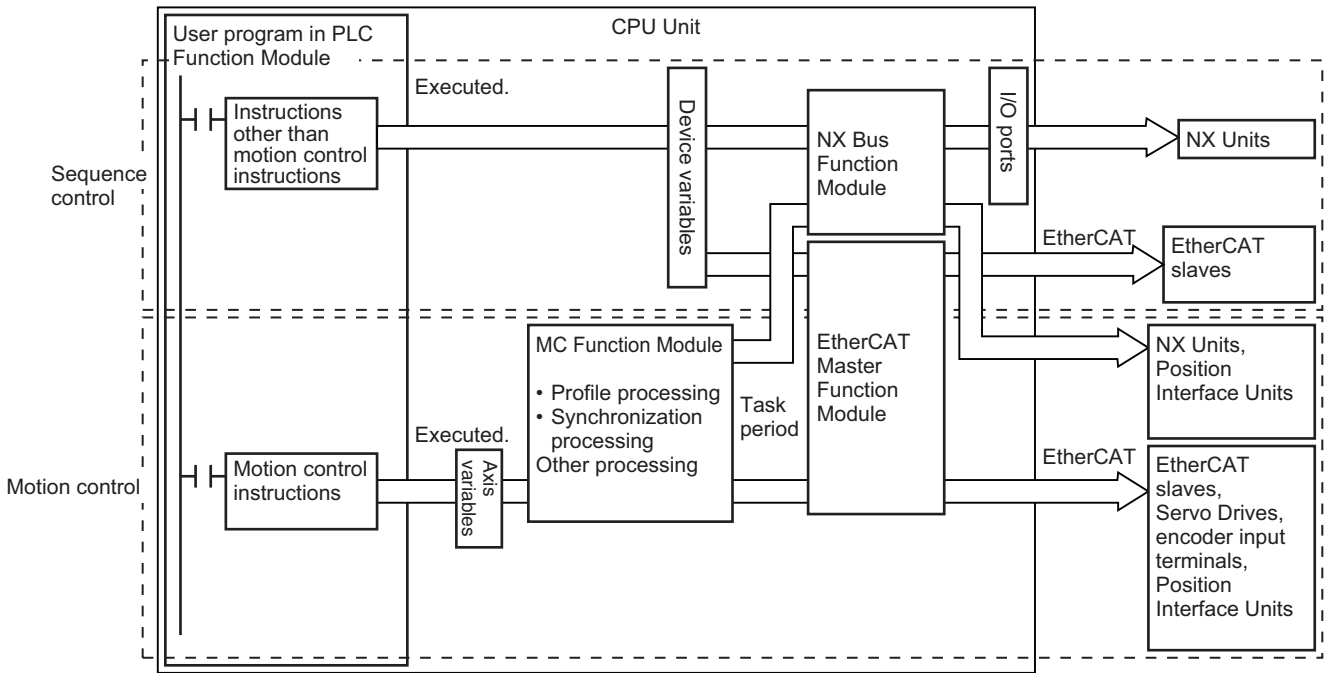 CPU Unit
User program in PLC
Function Module
Executed.
Instructions
other than
motion control
instructions
Device variables
NX Bus
Function
Module
I/O ports
NX Units
Sequence
control
EtherCAT
EtherCAT
slaves
MC Function Module
• Profile processing
• Synchronization
processing
Other processing
Task
period
EtherCAT
Master
Function
Module
NX Units,
Position
Interface Units
Motion control
Executed.
Motion control
instructions
Axis
variables
EtherCAT
EtherCAT
slaves,
Servo Drives,
encoder input
terminals,
Position
Interface Units